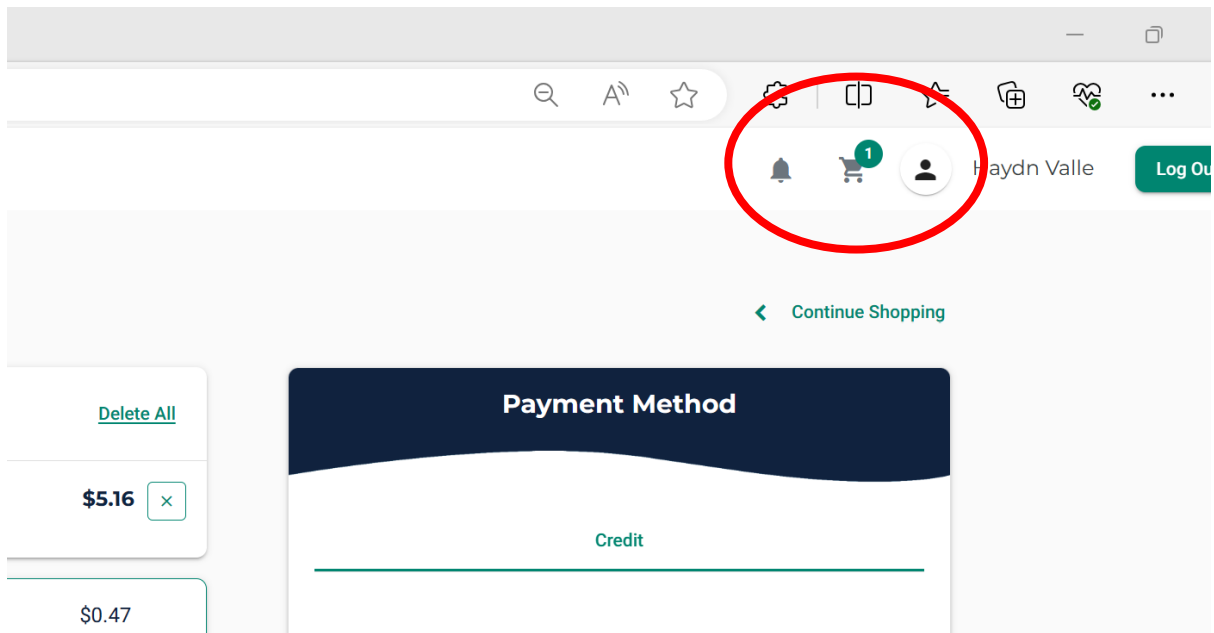 1
Haydn Valle
Log Ou
Continue Shopping
Delete All
Payment Method
$5.16
Credit
$0.47